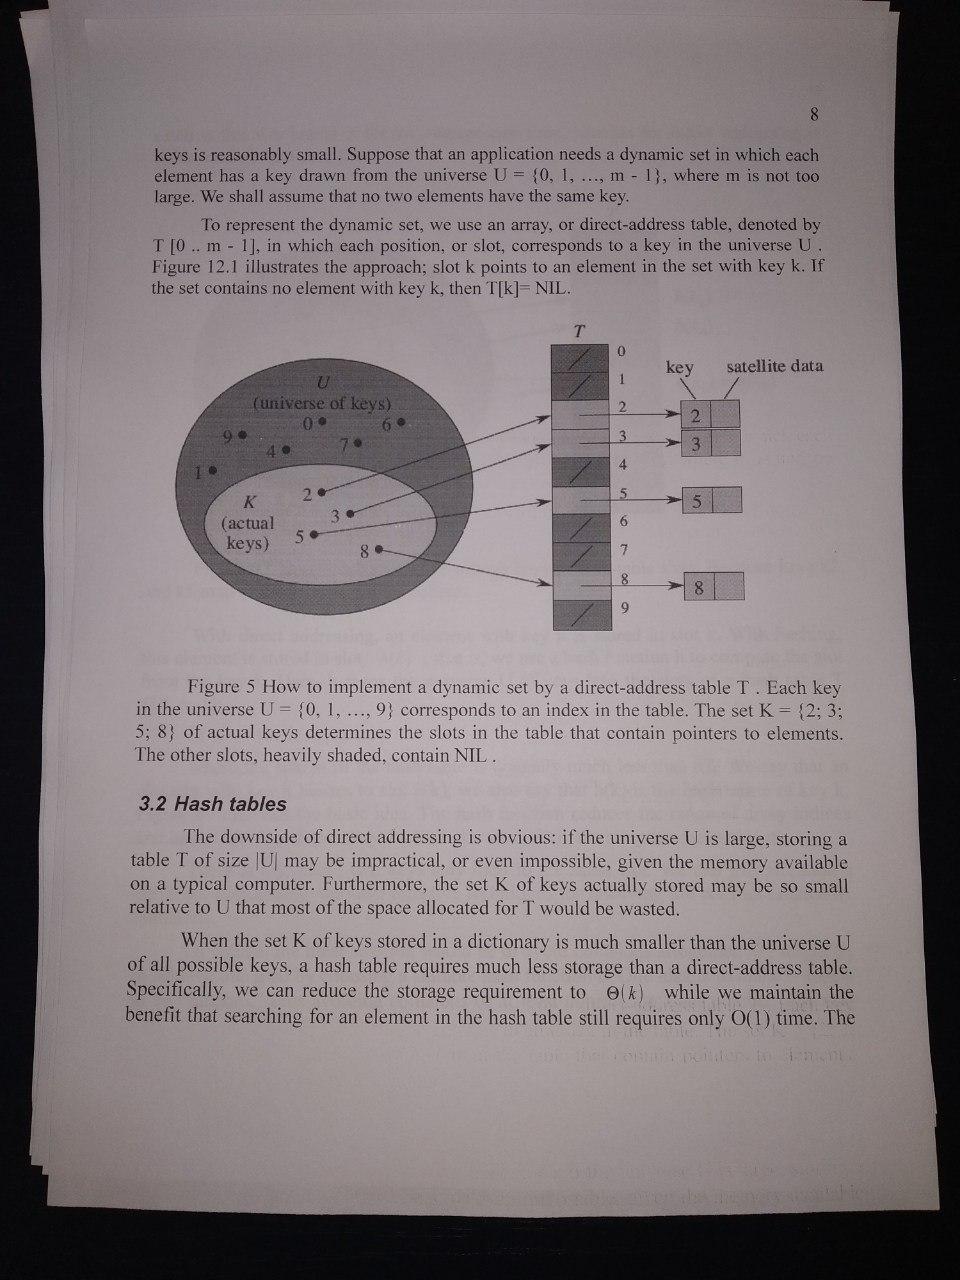 8
keys is reasonably small. Suppose that an application needs a dynamic set in which each
element has a key drawn from the universe U = {0, 1, ..., m - 1}, where m is not too
large. We shall assume that no two elements have the same key.
To represent the dynamic set, we use an array, or direct-address table, denoted by
T [0 .. m - 1], in which each position, or slot, corresponds to a key in the universe U .
Figure 12.1 illustrates the approach; slot k points to an element in the set with key k. If
the set contains no element with key k, then T[k]= NIL.
T
U
(universe of keys)
0
6
9
4
7
1
2
K
(actual
keys)
3
5
8
0
1
2
3
4
5
6
7
8
9
key satellite data
2
3
5
8
Figure 5 How to implement a dynamic set by a direct-address table T . Each key
in the universe U = {0, 1, ..., 9} corresponds to an index in the table. The set K = {2; 3;
5; 8} of actual keys determines the slots in the table that contain pointers to elements.
The other slots, heavily shaded, contain NIL .
3.2 Hash tables
The downside of direct addressing is obvious: if the universe U is large, storing a
table T of size |U| may be impractical, or even impossible, given the memory available
on a typical computer. Furthermore, the set K of keys actually stored may be so small
relative to U that most of the space allocated for T would be wasted.
When the set K of keys stored in a dictionary is much smaller than the universe U
of all possible keys, a hash table requires much less storage than a direct-address table.
Specifically, we can reduce the storage requirement to Θ(k) while we maintain the
benefit that searching for an element in the hash table still requires only O(1) time. The